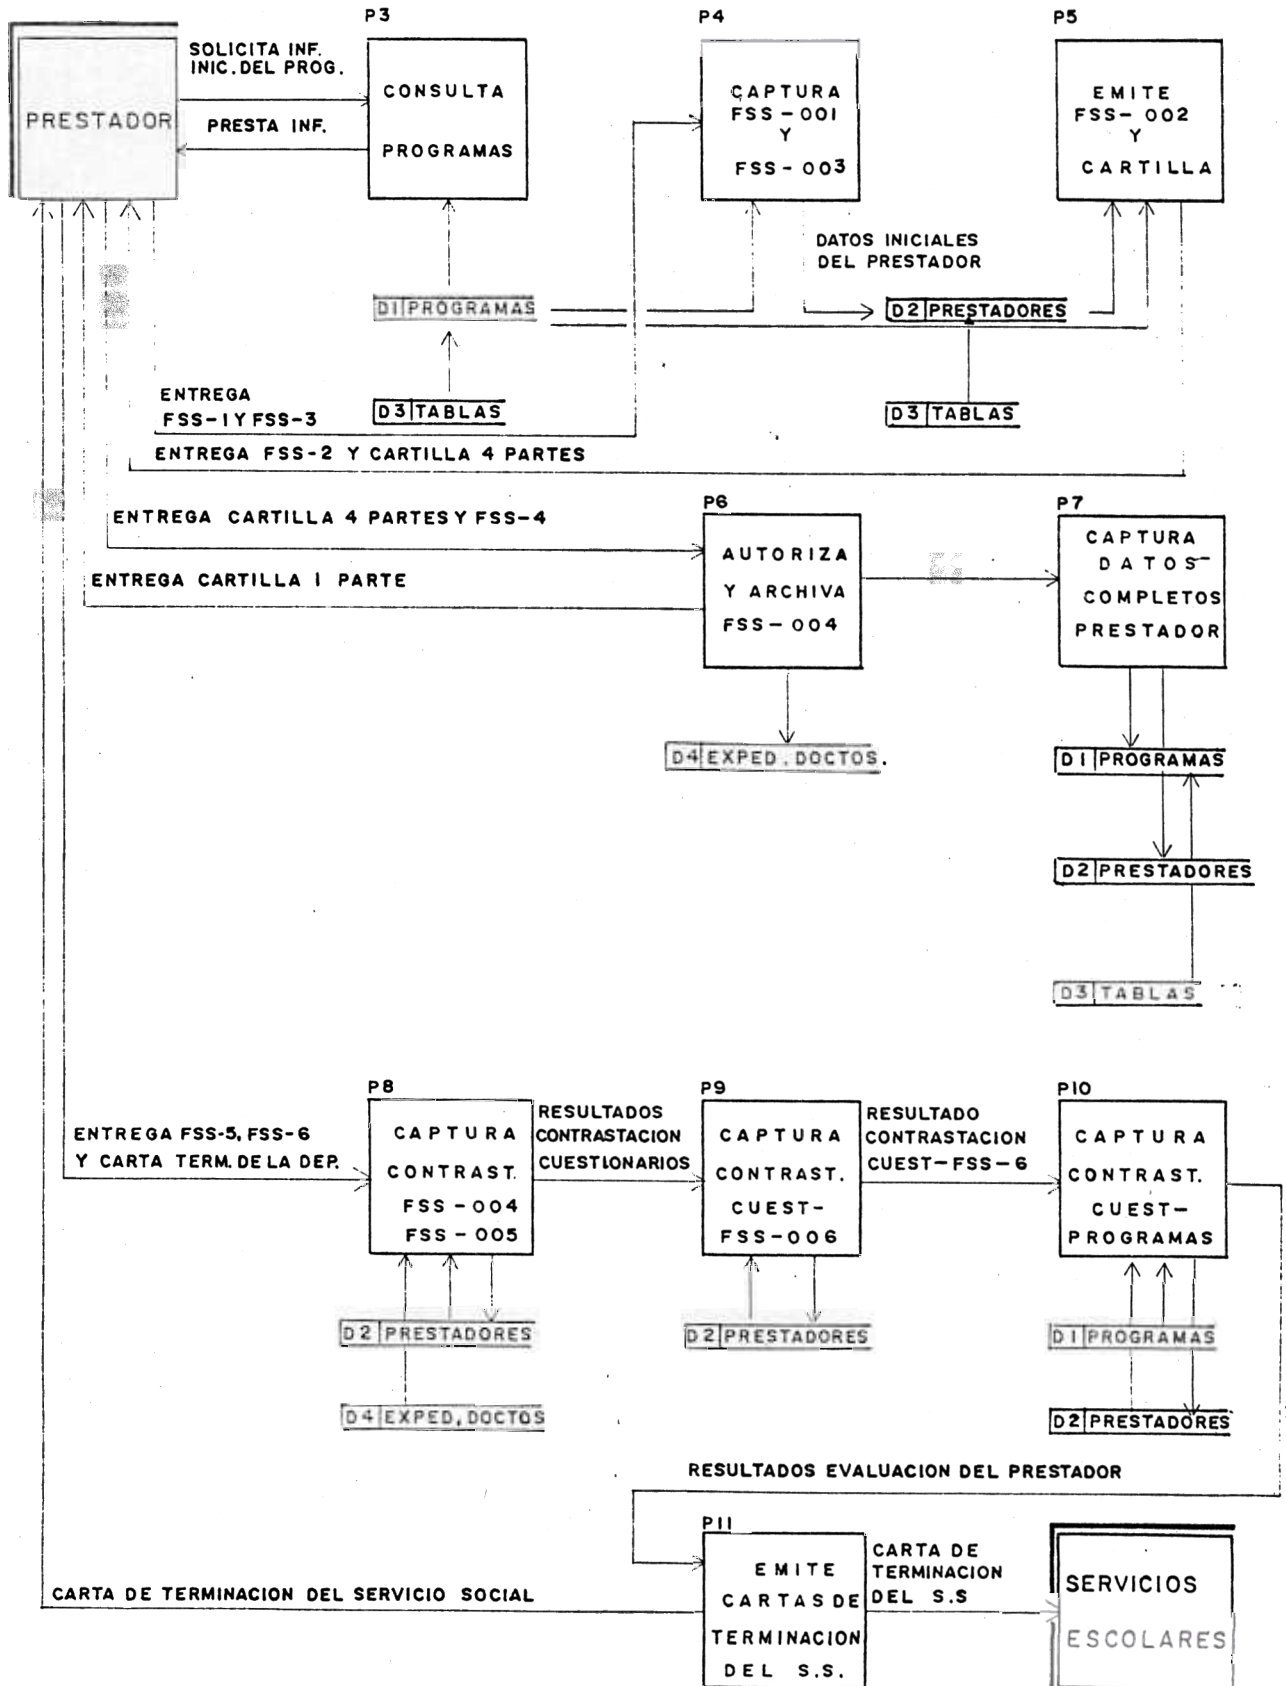 P3
P4
P5
SOLICITA INF.
INIC. DEL PROG.
PRESTADOR
PRESTA INF.
CONSULTA
PROGRAMAS
CAPTURA
FSS-001
Y
FSS-003
EMITE
FSS-002
Y
CARTILLA
DATOS INICIALES
DEL PRESTADOR
D1 PROGRAMAS
D2 PRESTADORES
D3 TABLAS
D3 TABLAS
ENTREGA
FSS-1 Y FSS-3
ENTREGA FSS-2 Y CARTILLA 4 PARTES
P6
P7
ENTREGA CARTILLA 4 PARTES Y FSS-4
ENTREGA CARTILLA 1 PARTE
AUTORIZA
Y ARCHIVA
FSS-004
CAPTURA
DATOS
COMPLETOS
PRESTADOR
D4 EXPED. DOCTOS.
D1 PROGRAMAS
D2 PRESTADORES
D3 TABLAS
P8
P9
P10
ENTREGA FSS-5, FSS-6
Y CARTA TERM. DE LA DEP.
CAPTURA
CONTRAST.
FSS-004
FSS-005
RESULTADOS
CONTRASTACION
CUESTIONARIOS
CAPTURA
CONTRAST.
CUEST-
FSS-006
RESULTADO
CONTRASTACION
CUEST-FSS-6
CAPTURA
CONTRAST.
CUEST-
PROGRAMAS
D2 PRESTADORES
D2 PRESTADORES
D1 PROGRAMAS
D4 EXPED, DOCTOS
D2 PRESTADORES
RESULTADOS EVALUACION DEL PRESTADOR
P11
CARTA DE TERMINACION DEL SERVICIO SOCIAL
EMITE
CARTAS DE
TERMINACION
DEL S.S.
CARTA DE
TERMINACION
DEL S.S
SERVICIOS
ESCOLARES